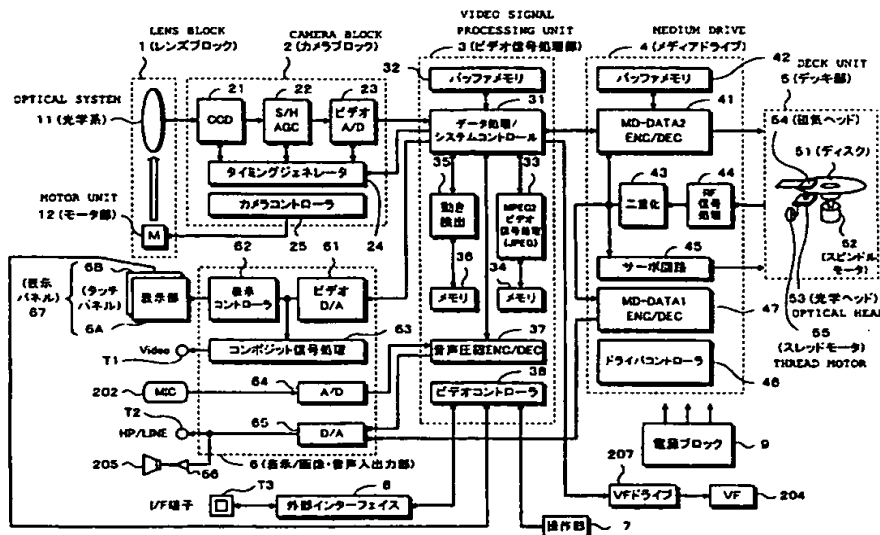 LENS BLOCK
1 (レンズブロック)
CAMERA BLOCK
2 (カメラブロック)
VIDEO SIGNAL
PROCESSING UNIT
3 (ビデオ信号処理部)
MEDIUM DRIVE
4 (メディアドライブ)
DECK UNIT
5 (デッキ部)
OPTICAL SYSTEM
11 (光学系)
MOTOR UNIT
12 (モータ部)
M
21
CCD
22
S/H
AGC
23
ビデオ
A/D
タイミングジェネレータ
24
カメラコントローラ
25
32
バッファメモリ
31
データ処理/
システムコントロール
35
動き
検出
33
MPEG2
ビデオ
信号処理
(JPEG)
36
メモリ
34
メモリ
37
音声圧縮ENC/DEC
38
ビデオコントローラ
42
バッファメモリ
41
MD-DATA2
ENC/DEC
43
二値化
44
RF
信号
処理
45
サーボ回路
47
MD-DATA1
ENC/DEC
46
ドライバコントローラ
54 (磁気ヘッド)
51 (ディスク)
52
(スピンドル
モータ)
53 (光学ヘッド)
OPTICAL HEAD
55
(スレッドモータ)
THREAD MOTOR
(表示
パネル)
67
6B
(タッチ
パネル)
表示部
6A
62
表示
コントローラ
61
ビデオ
D/A
63
コンポジット信号処理
Video
T1
202
MIC
64
A/D
T2
HP/LINE
65
D/A
205
66
6 (表示/画像・音声入出力部)
I/F端子
T3
8
外部インターフェイス
電源ブロック
9
207
VFドライブ
VF
204
操作部
7